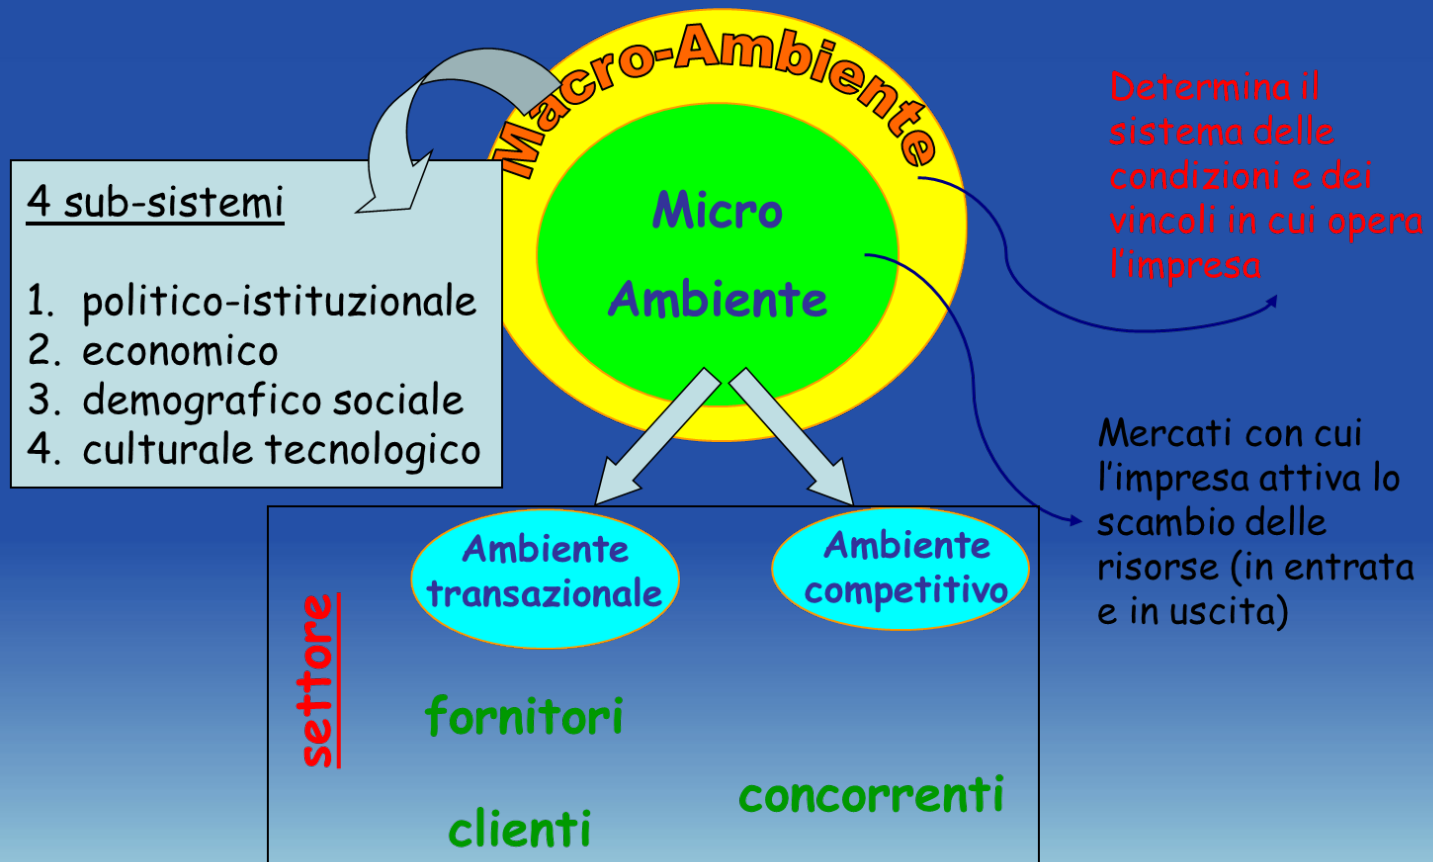 Macro-Ambiente
Micro
Ambiente
4 sub-sistemi
1. politico-istituzionale
2. economico
3. demografico sociale
4. culturale tecnologico
Determina il
sistema delle
condizioni e dei
vincoli in cui opera
l’impresa
Mercati con cui
l’impresa attiva lo
scambio delle
risorse (in entrata
e in uscita)
settore
Ambiente
transazionale
fornitori
clienti
Ambiente
competitivo
concorrenti